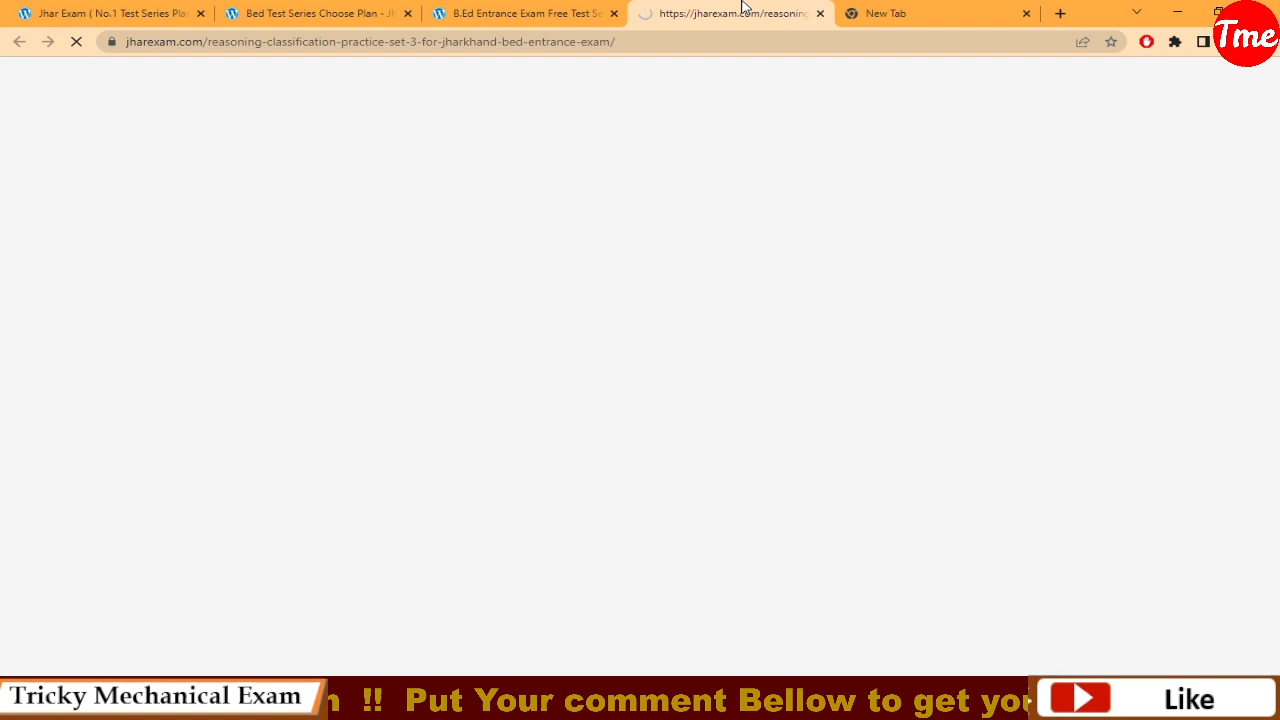 Jhar Exam ( No.1 Test Series Pla
Bed Test Series Choose Plan - Jh
B.Ed Entrance Exam Free Test Se
https://jharexam.com/reasoning
New Tab
jharexam.com/reasoning-classification-practice-set-3-for-jharkhand-bed-entrance-exam/
Tme
Tricky Mechanical Exam
n !! Put Your comment Bellow to get you
Like